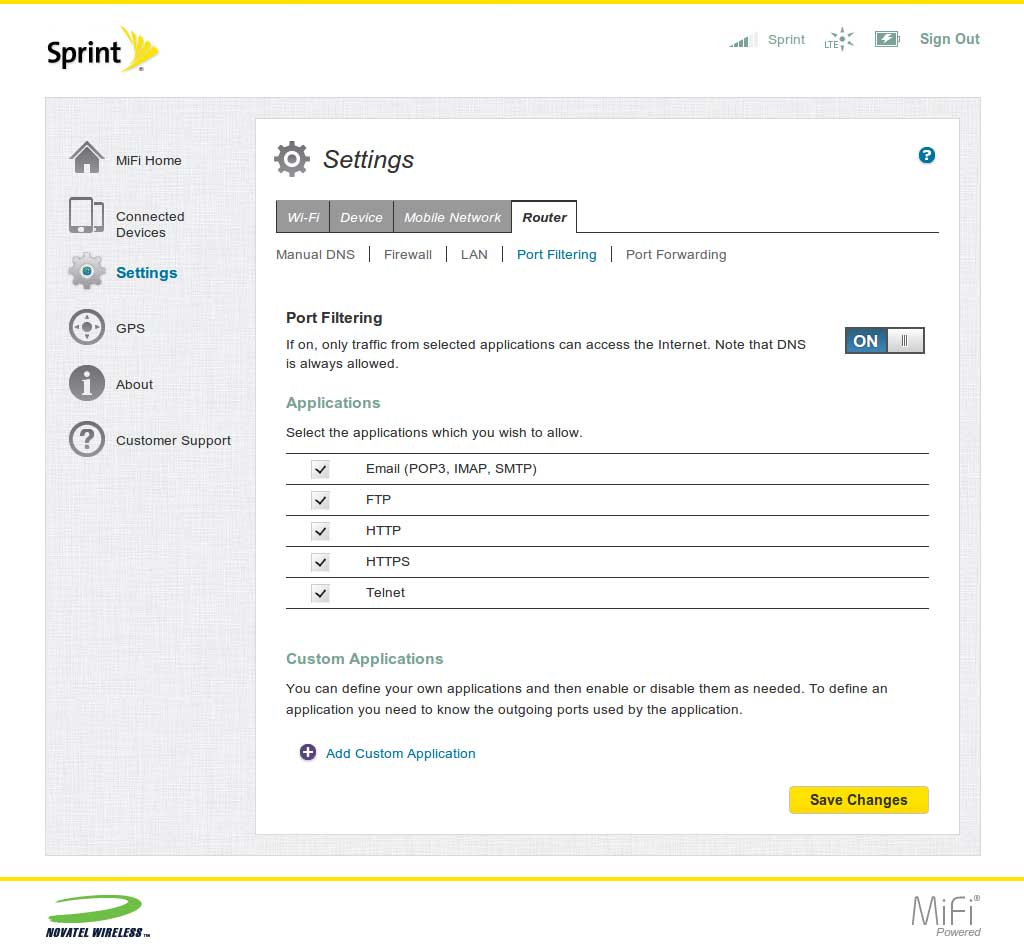 Sprint
Sprint LTE Sign Out
MiFi Home
Connected
Devices
Settings
GPS
About
Customer Support
Settings
Wi-Fi Device Mobile Network Router
Manual DNS Firewall LAN Port Filtering Port Forwarding
Port Filtering
If on, only traffic from selected applications can access the Internet. Note that DNS
is always allowed.
ON
Applications
Select the applications which you wish to allow.
Email (POP3, IMAP, SMTP)
FTP
HTTP
HTTPS
Telnet
Custom Applications
You can define your own applications and then enable or disable them as needed. To define an
application you need to know the outgoing ports used by the application.
Add Custom Application
Save Changes
NOVATEL WIRELESS™
MiFi®
Powered